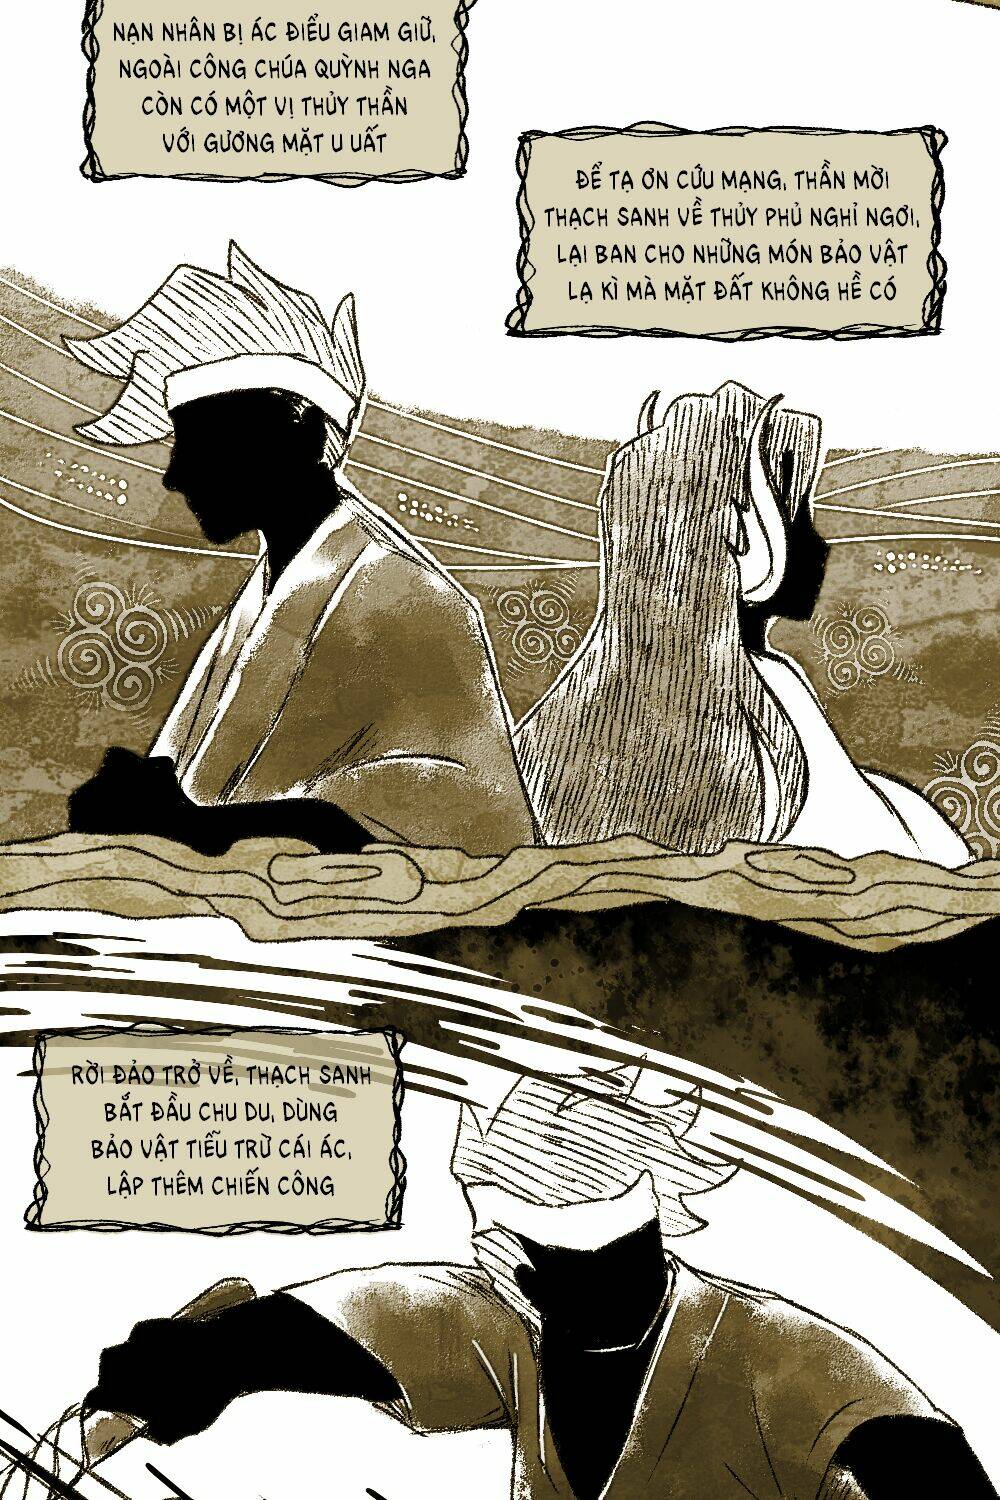 NẠN NHÂN BỊ ÁC ĐIỂU GIAM GIỮ,
NGOÀI CÔNG CHÚA QUỲNH NGA
CÒN CÓ MỘT VỊ THỦY THẦN
VỚI GƯƠNG MẶT U UẤT
ĐỂ TẠ ƠN CỨU MẠNG, THẦN MỜI
THẠCH SANH VỀ THỦY PHỦ NGHỈ NGƠI,
LẠI BAN CHO NHỮNG MÓN BẢO VẬT
LẠ KÌ MÀ MẶT ĐẤT KHÔNG HỀ CÓ
RỜI ĐẢO TRỞ VỀ, THẠCH SANH
BẮT ĐẦU CHU DU, DÙNG
BẢO VẬT TIỄU TRỪ CÁI ÁC,
LẬP THÊM CHIẾN CÔNG